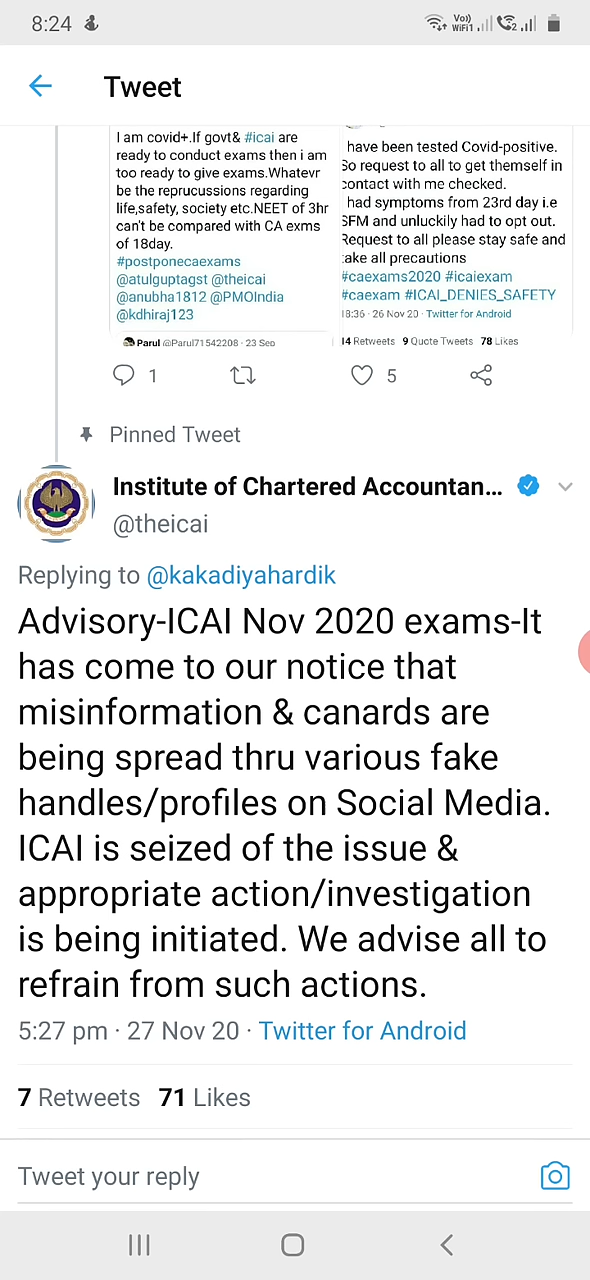 8:24
Vo))
WiFi1
2
Tweet
I am covid+.If govt& #icai are
ready to conduct exams then i am
too ready to give exams.Whatevr
be the reprucussions regarding
life,safety, society etc.NEET of 3hr
can't be compared with CA exms
of 18day.
#postponecaexams
@atulguptagst @theicai
@anubha1812 @PMOIndia
@kdhiraj123
Parul @Parul71542208 · 23 Sep
have been tested Covid-positive.
So request to all to get themself in
contact with me checked.
had symptoms from 23rd day i.e
SFM and unluckily had to opt out.
Request to all please stay safe and
take all precautions
#caexams2020 #icaiexam
#caexam #ICAI_DENIES_SAFETY
18:36 · 26 Nov 20 · Twitter for Android
14 Retweets 9 Quote Tweets 78 Likes
1
5
Pinned Tweet
Institute of Chartered Accountan...
@theicai
Replying to @kakadiyahardik
Advisory-ICAI Nov 2020 exams-It
has come to our notice that
misinformation & canards are
being spread thru various fake
handles/profiles on Social Media.
ICAI is seized of the issue &
appropriate action/investigation
is being initiated. We advise all to
refrain from such actions.
5:27 pm · 27 Nov 20 · Twitter for Android
7 Retweets 71 Likes
Tweet your reply